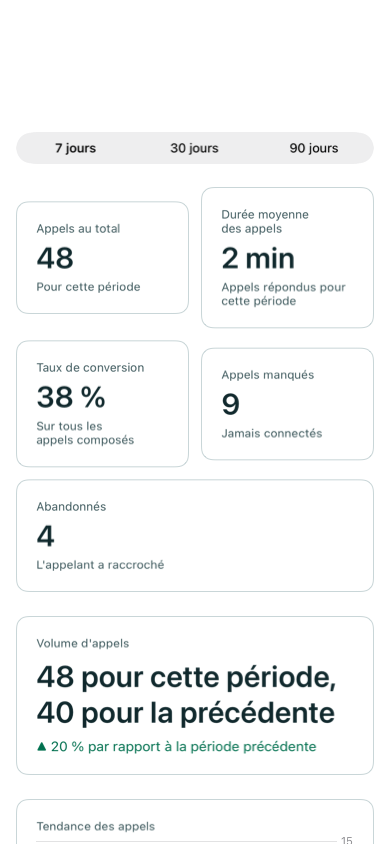 7 jours
30 jours
90 jours
Appels au total
48
Pour cette période
Durée moyenne
des appels
2 min
Appels répondus pour
cette période
Taux de conversion
38 %
Sur tous les
appels composés
Appels manqués
9
Jamais connectés
Abandonnés
4
L'appelant a raccroché
Volume d'appels
48 pour cette période,
40 pour la précédente
▲ 20 % par rapport à la période précédente
Tendance des appels
15